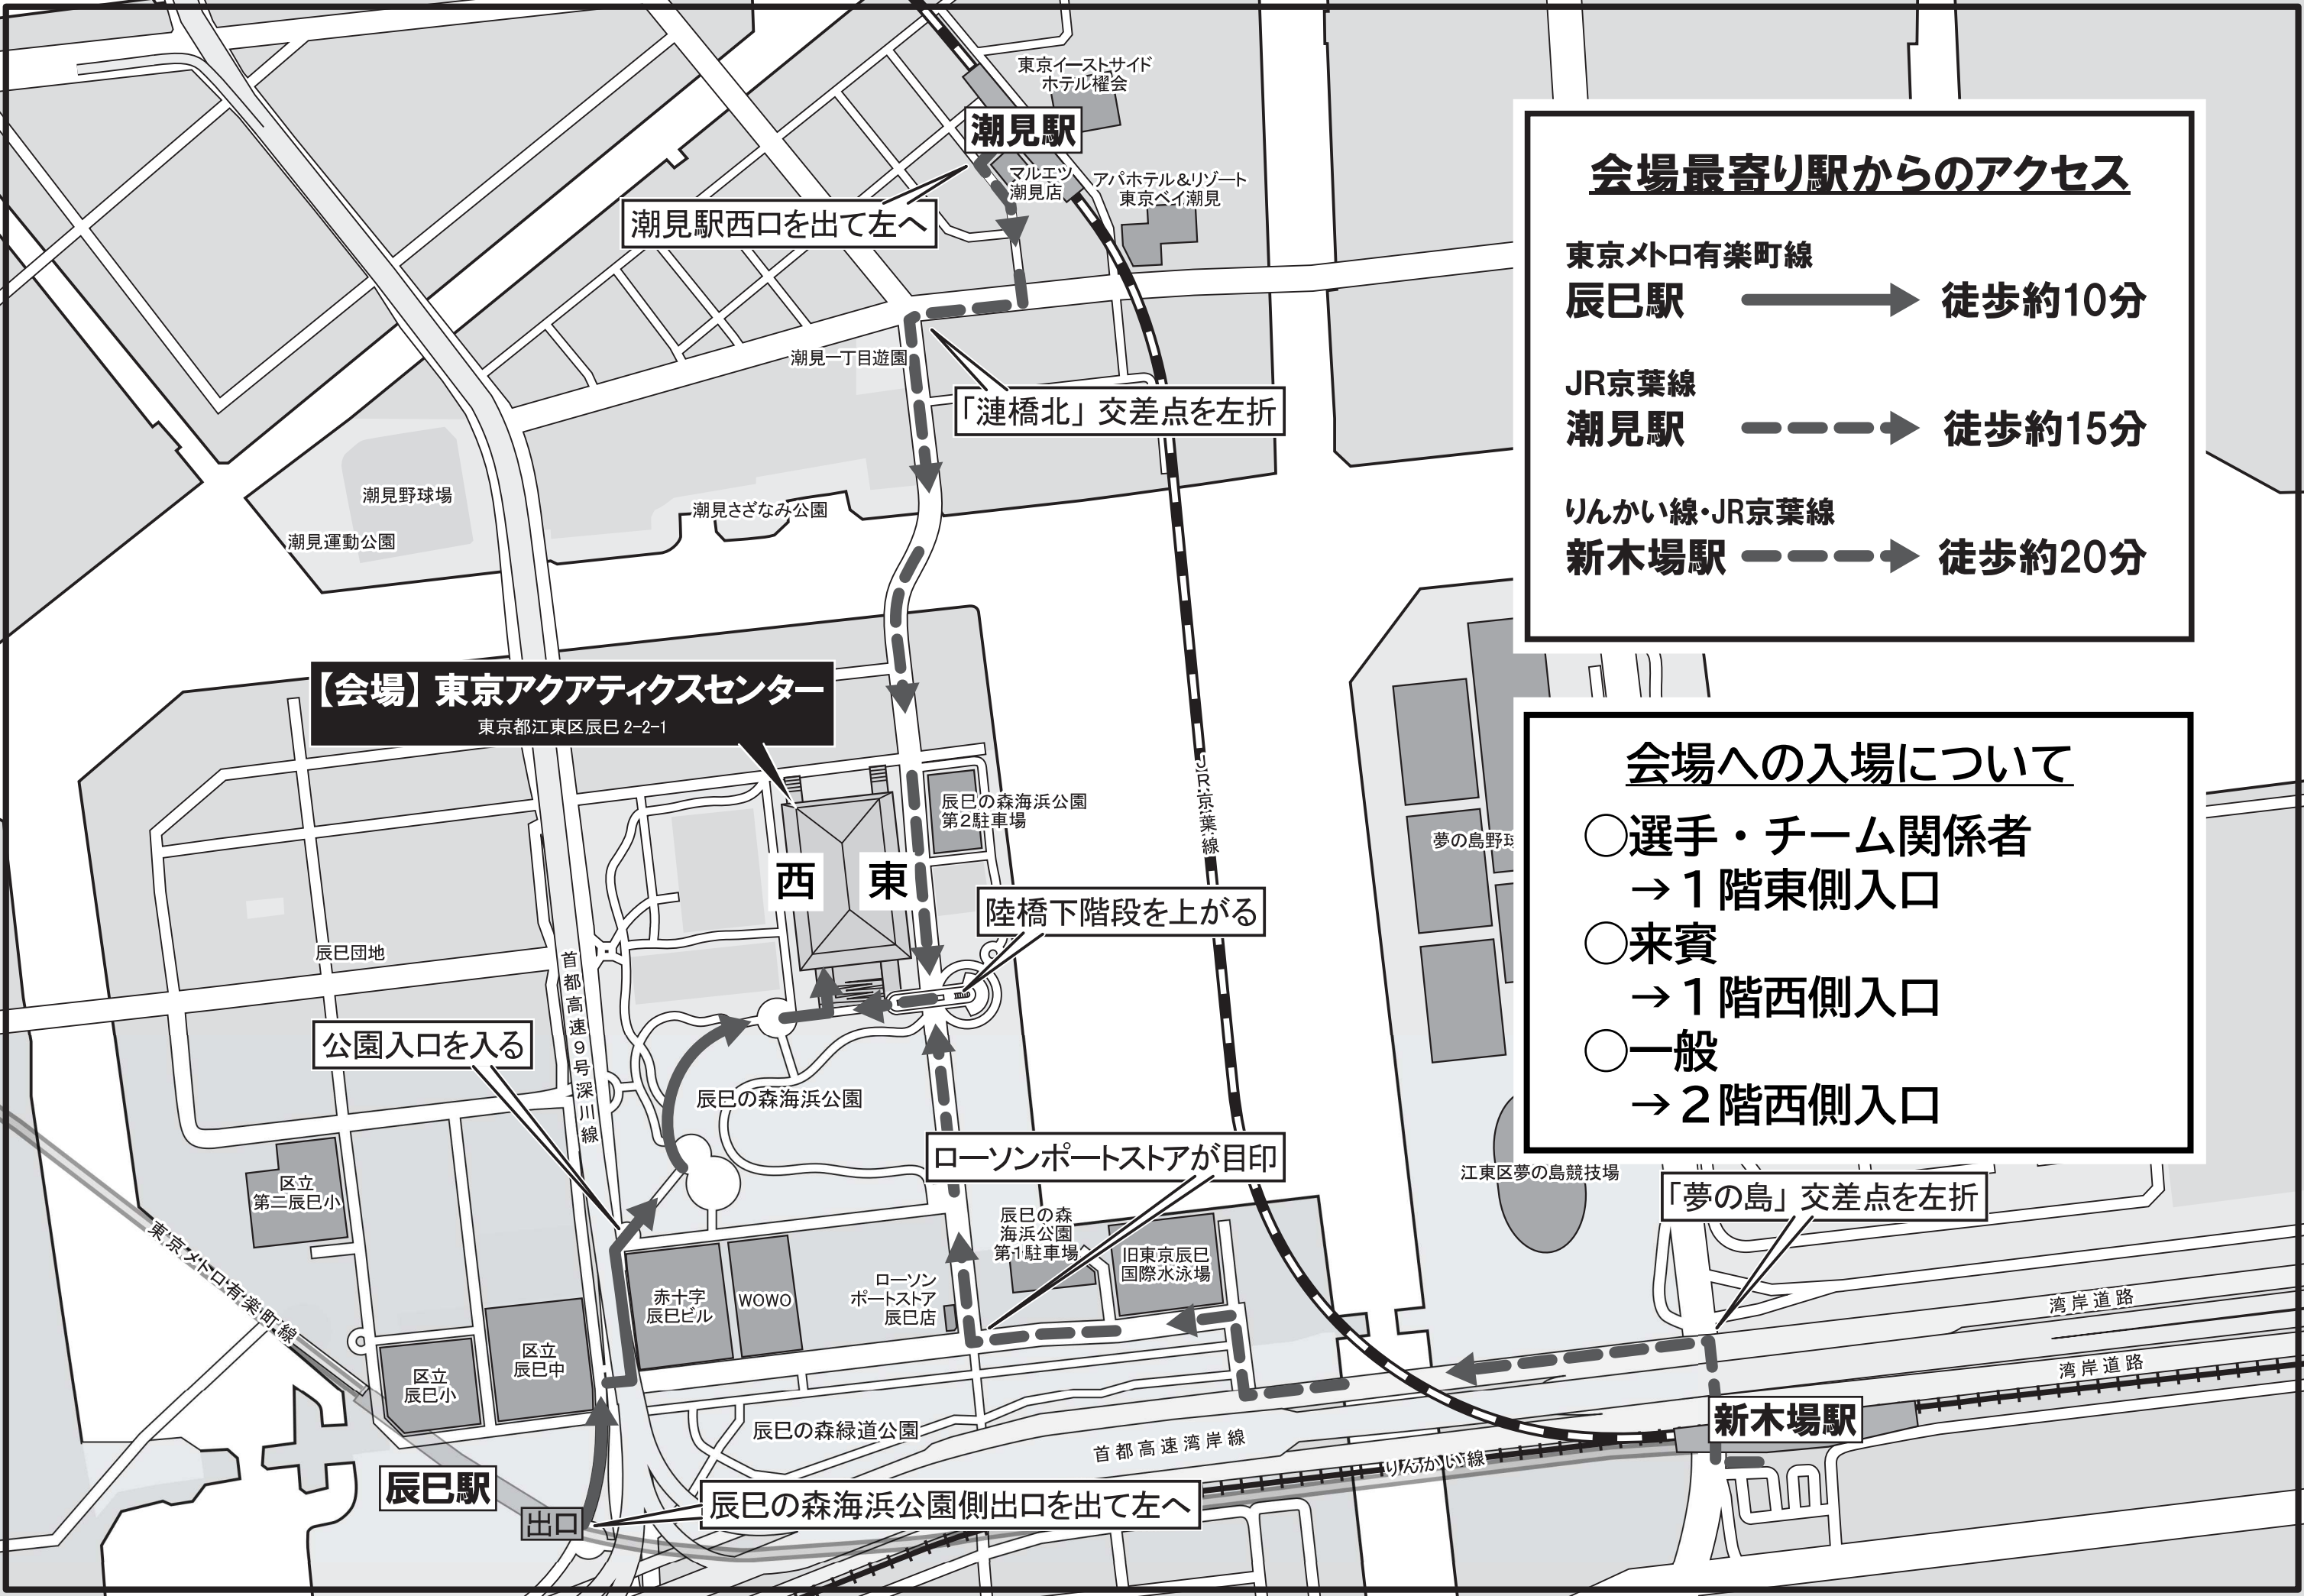 東京イーストサイド
ホテル櫂会
潮見駅
マルエツ
潮見店
アパホテル＆リゾート
東京ベイ潮見
潮見駅西口を出て左へ
潮見一丁目遊園
「漣橋北」交差点を左折
潮見野球場
潮見運動公園
潮見さざなみ公園
会場最寄り駅からのアクセス
東京メトロ有楽町線
辰巳駅 徒歩約10分
JR京葉線
潮見駅 徒歩約15分
りんかい線・JR京葉線
新木場駅 徒歩約20分
【会場】東京アクアティクスセンター
東京都江東区辰巳 2-2-1
辰巳の森海浜公園
第2駐車場
西 東
JR京葉線
夢の島野球
陸橋下階段を上がる
会場への入場について
○選手・チーム関係者
→１階東側入口
○来賓
→１階西側入口
○一般
→２階西側入口
辰巳団地
首都高速9号深川線
公園入口を入る
辰巳の森海浜公園
ローソンポートストアが目印
江東区夢の島競技場
「夢の島」交差点を左折
区立
第二辰巳小
東京メトロ有楽町線
辰巳の森
海浜公園
第1駐車場
旧東京辰巳
国際水泳場
ローソン
ポートストア
辰巳店
赤十字
辰巳ビル
WOWO
湾岸道路
湾岸道路
区立
辰巳中
区立
辰巳小
辰巳の森緑道公園
首都高速湾岸線
りんかい線
新木場駅
辰巳駅
出口
辰巳の森海浜公園側出口を出て左へ